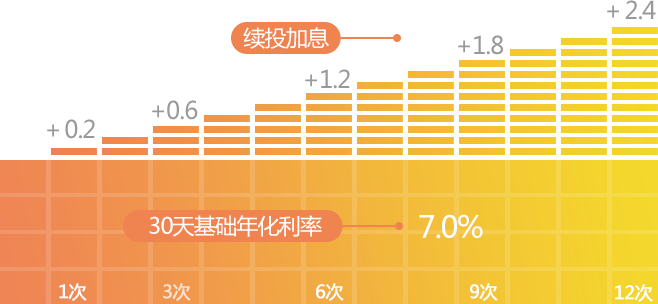 + 2.4
续投加息
+1.8
+1.2
+0.6
+ 0.2
30天基础年化利率
7.0%
1次
3次
6次
9次
12次